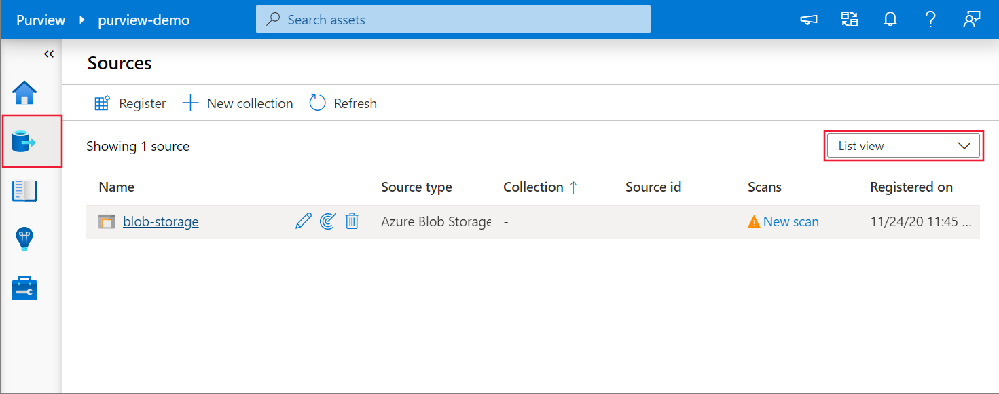 Purview purview-demo Search assets
Sources
Register New collection Refresh
Showing 1 source List view
Name Source type Collection ↑ Source id Scans Registered on
blob-storage Azure Blob Storage - New scan 11/24/20 11:45 ...